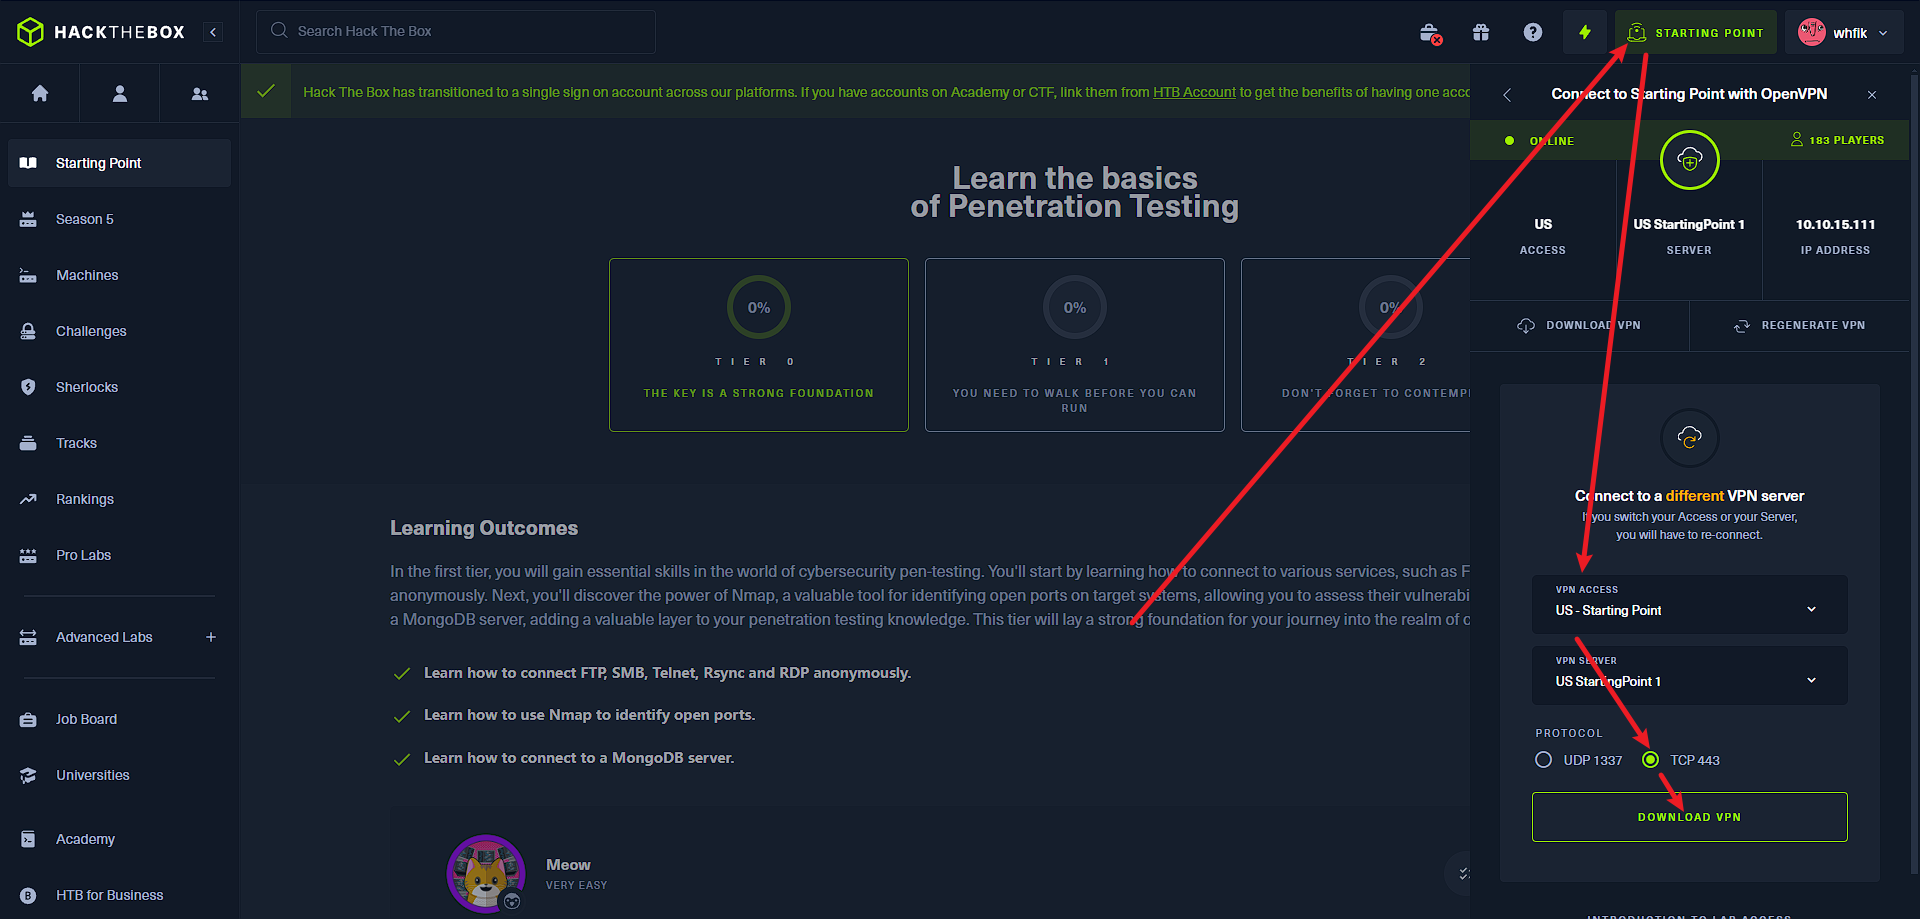 HACKTHEBOX
Search Hack The Box
STARTING POINT
whfik
Starting Point
Season 5
Machines
Challenges
Sherlocks
Tracks
Rankings
Pro Labs
Advanced Labs
Job Board
Universities
Academy
HTB for Business
Hack The Box has transitioned to a single sign on account across our platforms. If you have accounts on Academy or CTF, link them from HTB Account to get the benefits of having one acco
Learn the basics
of Penetration Testing
0%
TIER 0
THE KEY IS A STRONG FOUNDATION
0%
TIER 1
YOU NEED TO WALK BEFORE YOU CAN
RUN
0%
TIER 2
DON'T FORGET TO CONTEMP
Learning Outcomes
In the first tier, you will gain essential skills in the world of cybersecurity pen-testing. You'll start by learning how to connect to various services, such as F
anonymously. Next, you'll discover the power of Nmap, a valuable tool for identifying open ports on target systems, allowing you to assess their vulnerabi
a MongoDB server, adding a valuable layer to your penetration testing knowledge. This tier will lay a strong foundation for your journey into the realm of c
Learn how to connect FTP, SMB, Telnet, Rsync and RDP anonymously.
Learn how to use Nmap to identify open ports.
Learn how to connect to a MongoDB server.
Meow
VERY EASY
Connect to Starting Point with OpenVPN
ONLINE
183 PLAYERS
US
ACCESS
US StartingPoint 1
SERVER
10.10.15.111
IP ADDRESS
DOWNLOAD VPN
REGENERATE VPN
Connect to a different VPN server
If you switch your Access or your Server,
you will have to re-connect.
VPN ACCESS
US - Starting Point
VPN SERVER
US StartingPoint 1
PROTOCOL
UDP 1337
TCP 443
DOWNLOAD VPN
INTRODUCTION TO LAB ACCESS